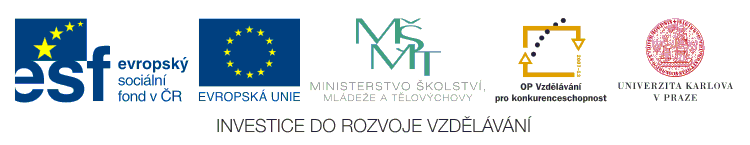 esf
evropský
sociální
fond v ČR
EVROPSKÁ UNIE
MŠMT
MINISTERSTVO ŠKOLSTVÍ,
MLÁDEŽE A TĚLOVÝCHOVY
OP Vzdělávání
pro konkurenceschopnost
UNIVERZITA KARLOVA
V PRAZE
INVESTICE DO ROZVOJE VZDĚLÁVÁNÍ